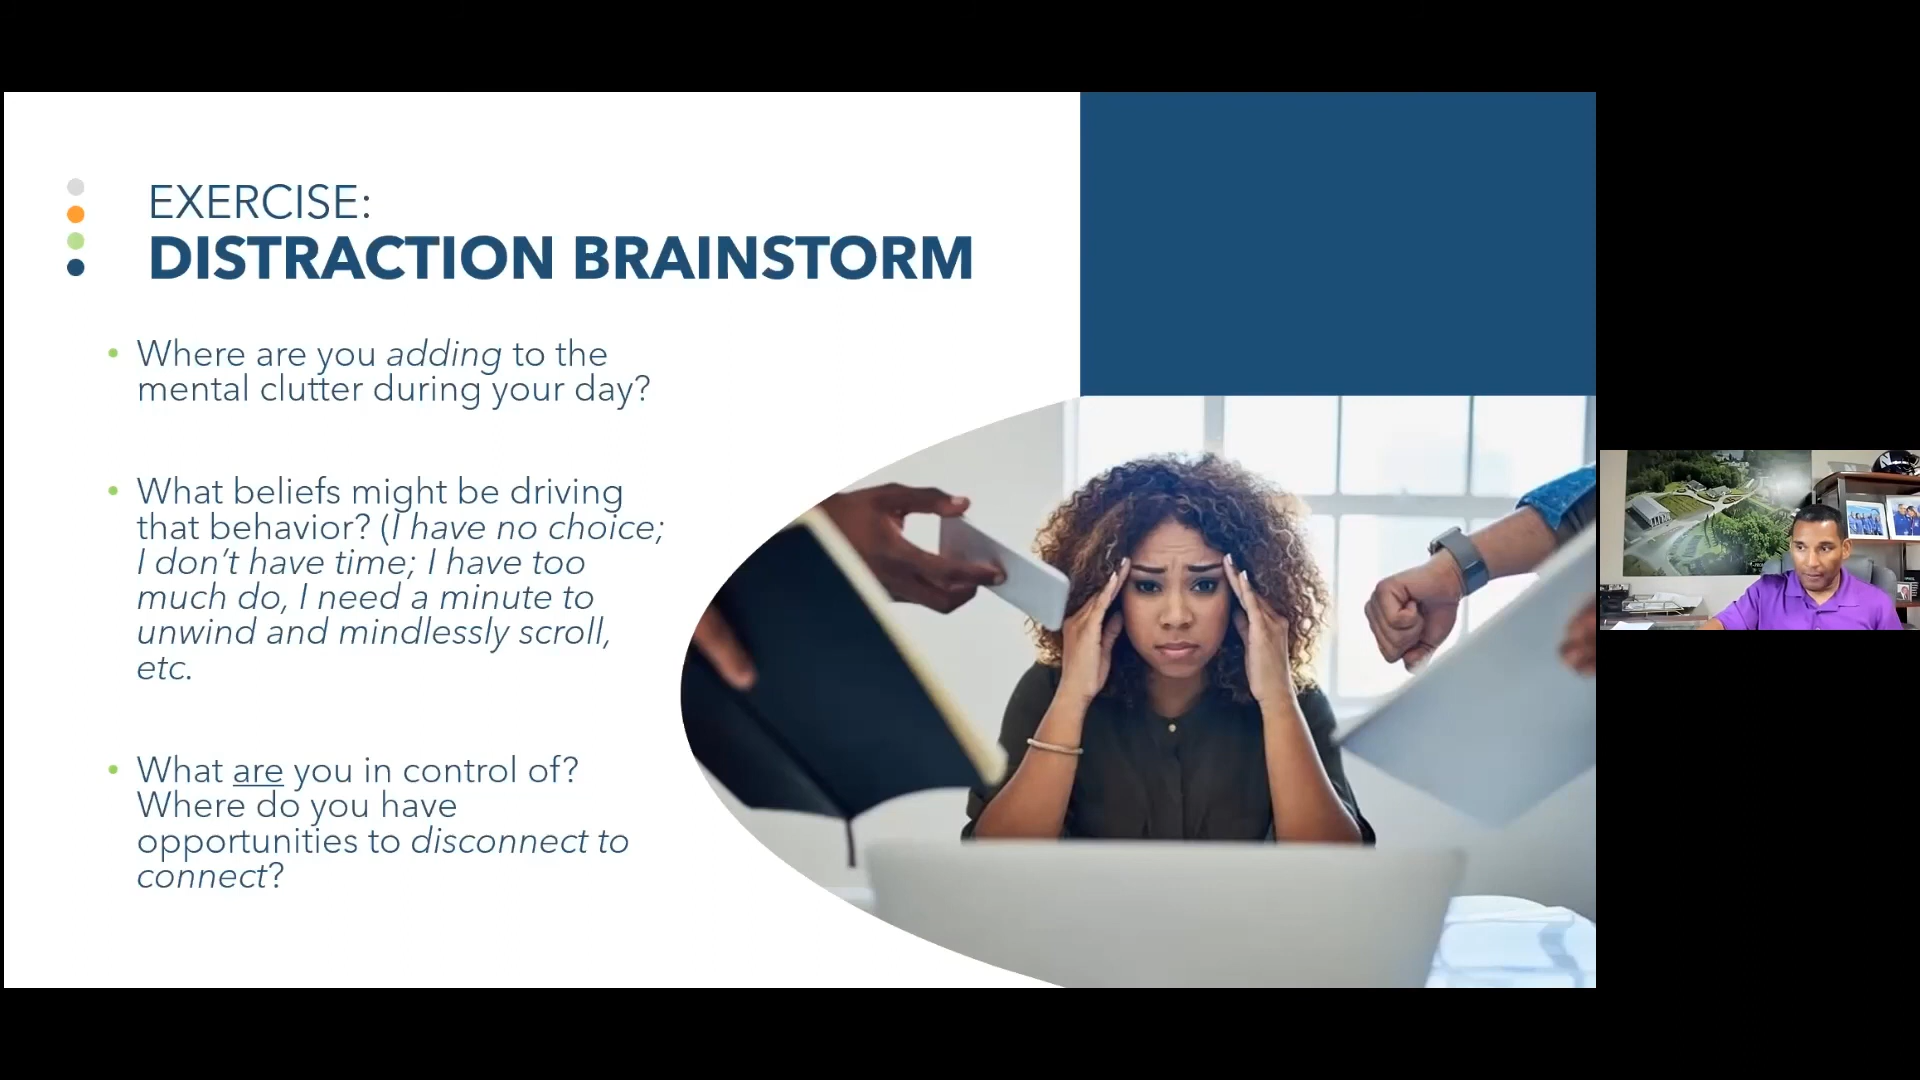 EXERCISE:
DISTRACTION BRAINSTORM
• Where are you adding to the
mental clutter during your day?
• What beliefs might be driving
that behavior? (I have no choice;
I don't have time; I have too
much do, I need a minute to
unwind and mindlessly scroll,
etc.
• What are you in control of?
Where do you have
opportunities to disconnect to
connect?
N